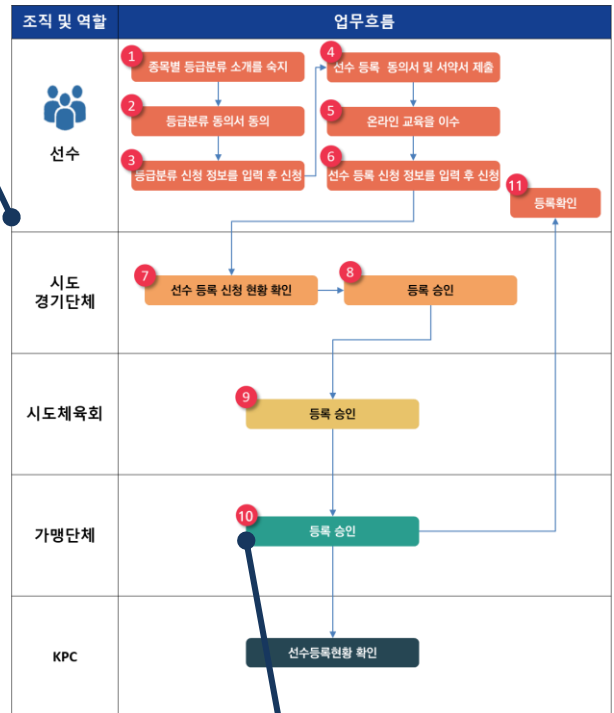 조직 및 역할
업무흐름
선수
1
종목별 등급분류 소개를 숙지
2
등급분류 동의서 동의
3
등급분류 신청 정보를 입력 후 신청
4
선수 등록 동의서 및 서약서 제출
5
온라인 교육을 이수
6
선수 등록 신청 정보를 입력 후 신청
11
등록확인
시도
경기단체
7
선수 등록 신청 현황 확인
8
등록 승인
시도체육회
9
등록 승인
가맹단체
10
등록 승인
KPC
선수등록현황 확인